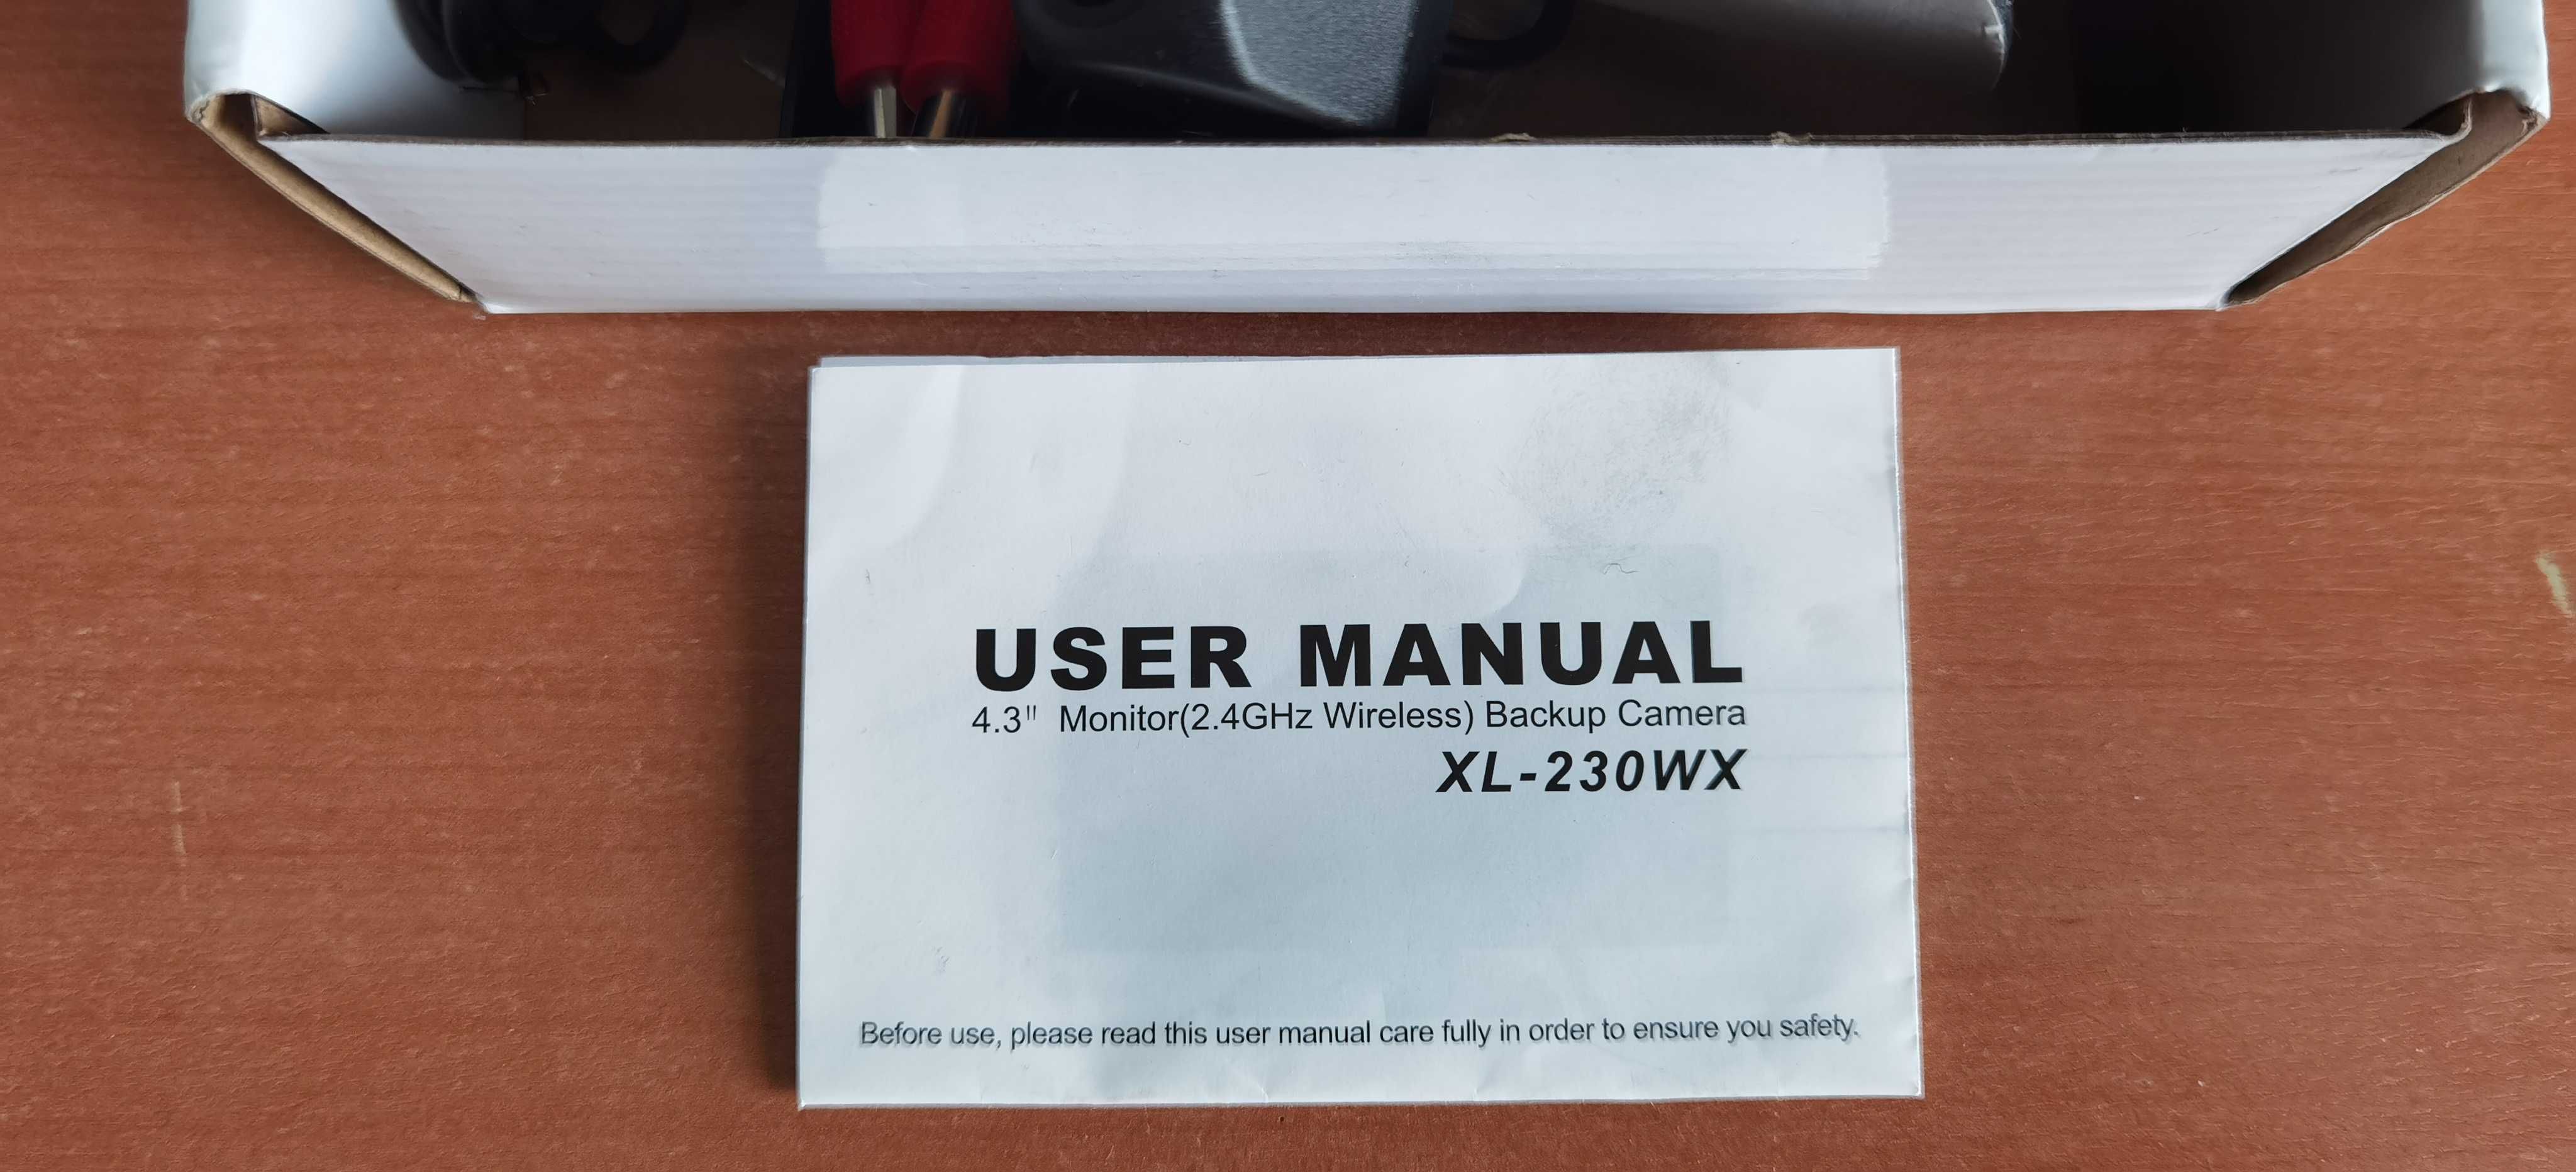 USER MANUAL
4.3" Monitor(2.4GHz Wireless) Backup Camera
XL-230WX
Before use, please read this user manual care fully in order to ensure you safety.